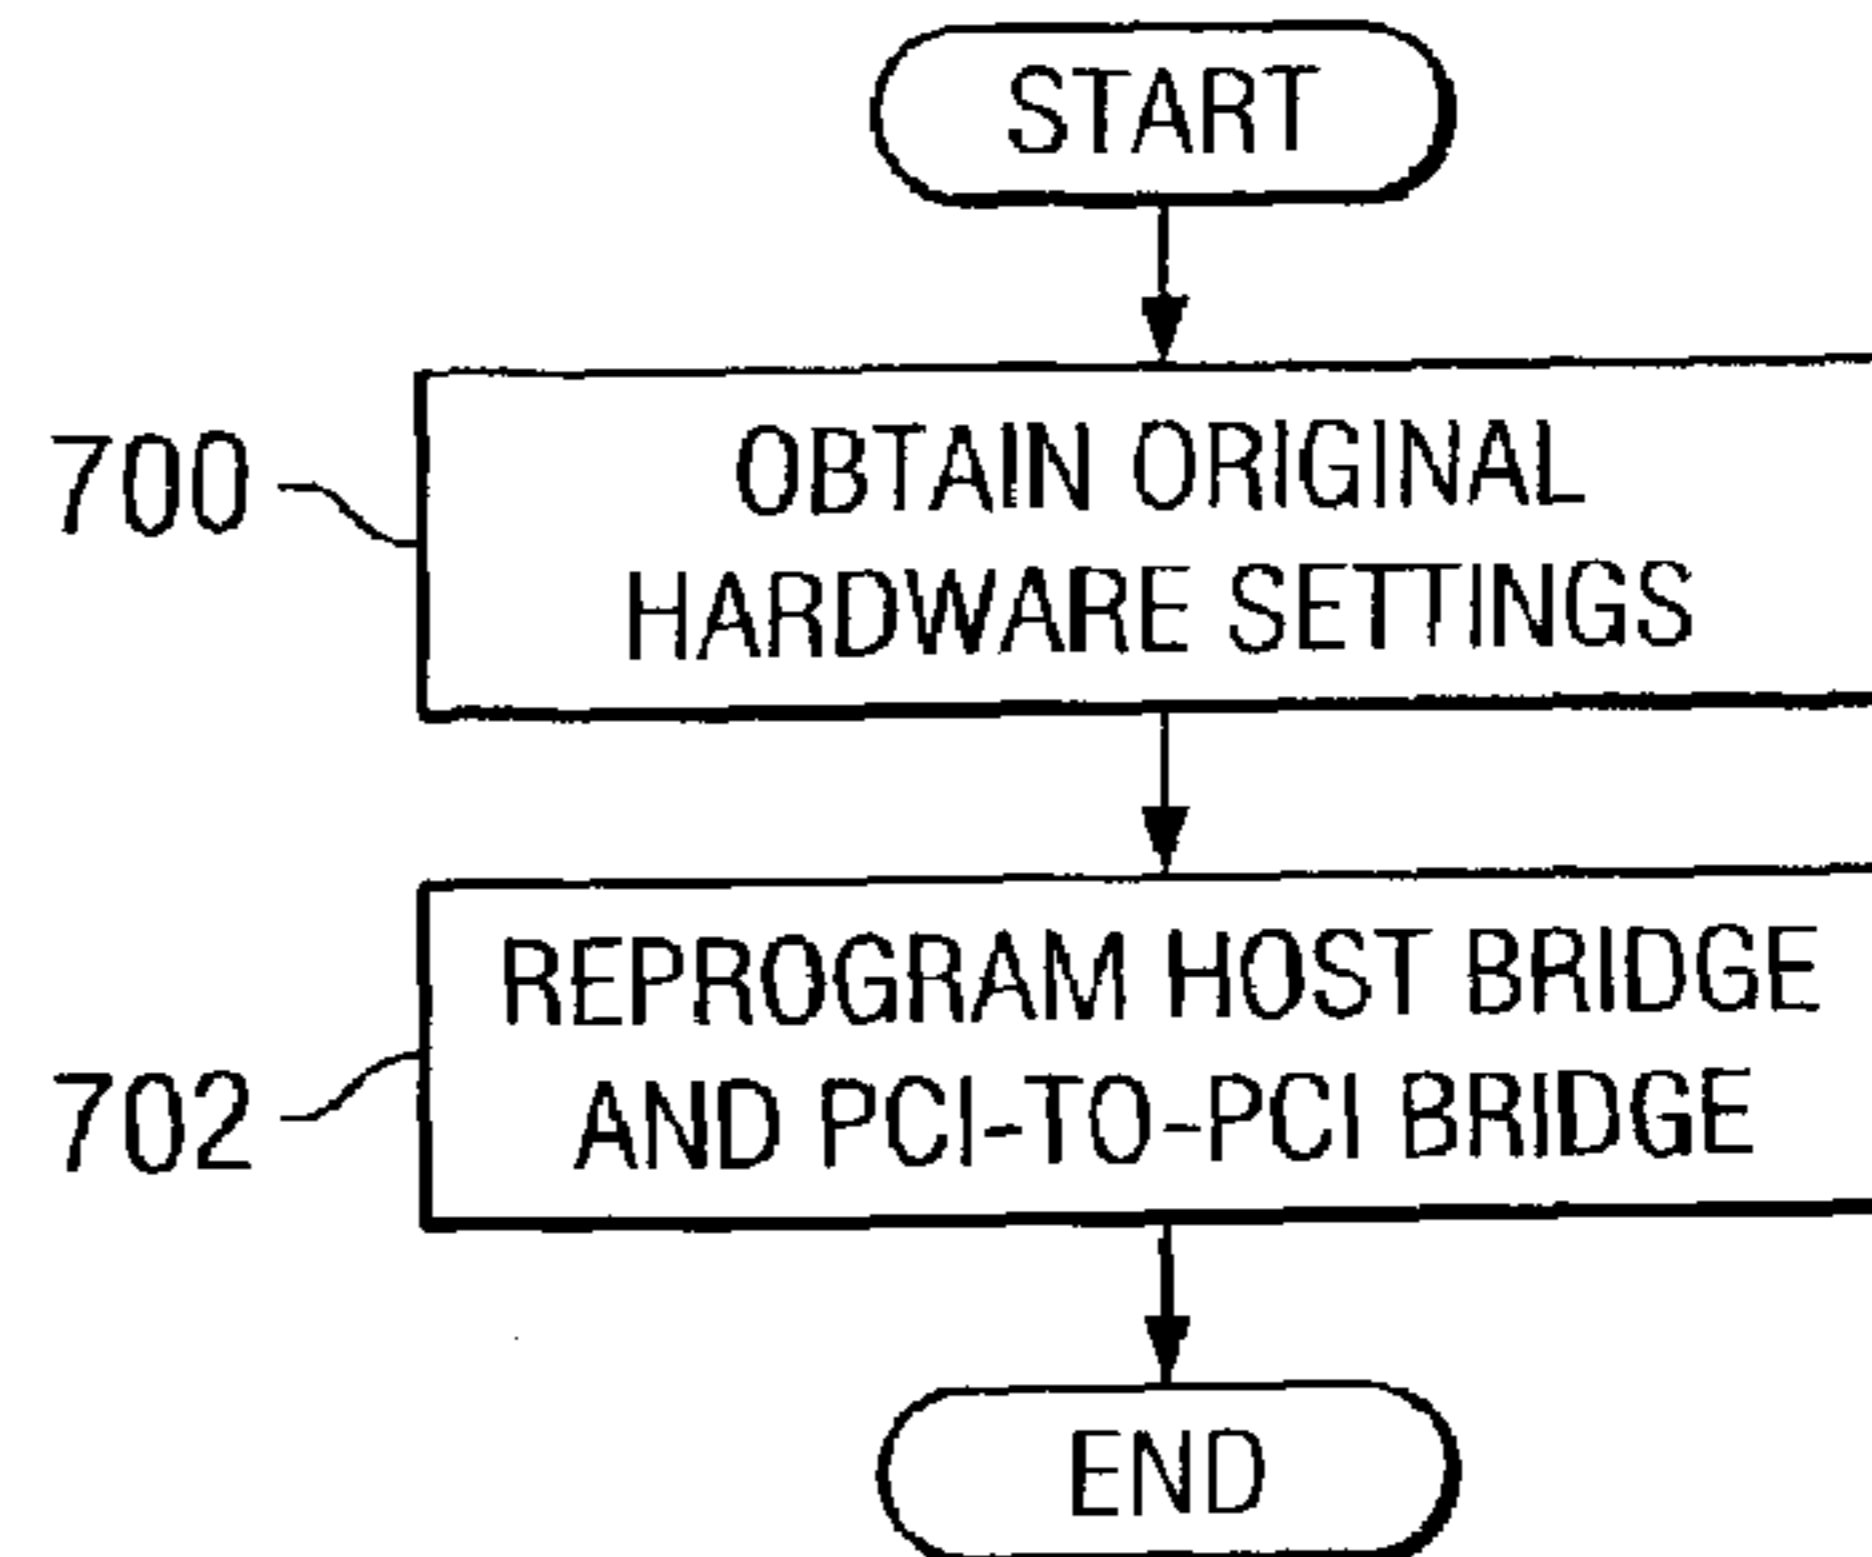 START
700
OBTAIN ORIGINAL
HARDWARE SETTINGS
702
REPROGRAM HOST BRIDGE
AND PCI-TO-PCI BRIDGE
END